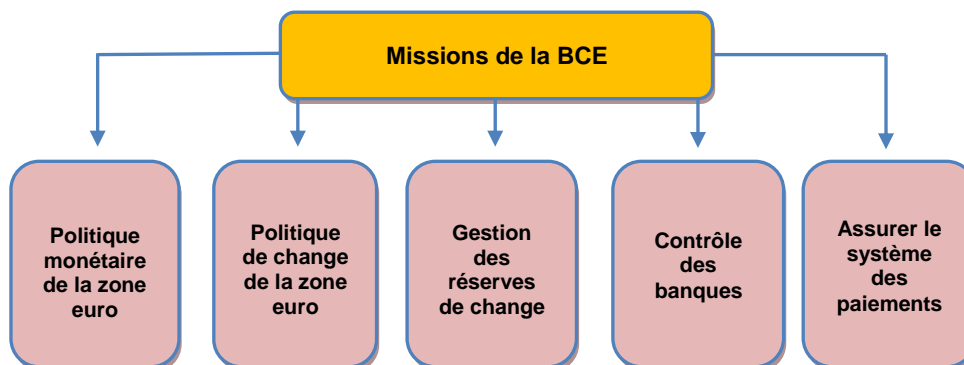 Missions de la BCE
Politique
monétaire
de la zone
euro
Politique
de change
de la zone
euro
Gestion
des
réserves
de change
Contrôle
des
banques
Assurer le
système
des
paiements